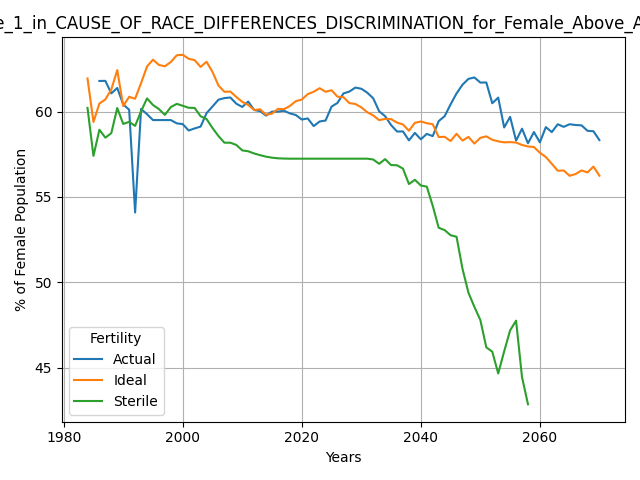 e_1_in_CAUSE_OF_RACE_DIFFERENCES_DISCRIMINATION_for_Female_Above_A
% of Female Population
60
55
50
45
Fertility
Actual
Ideal
Sterile
1980 2000 2020 2040 2060
Years